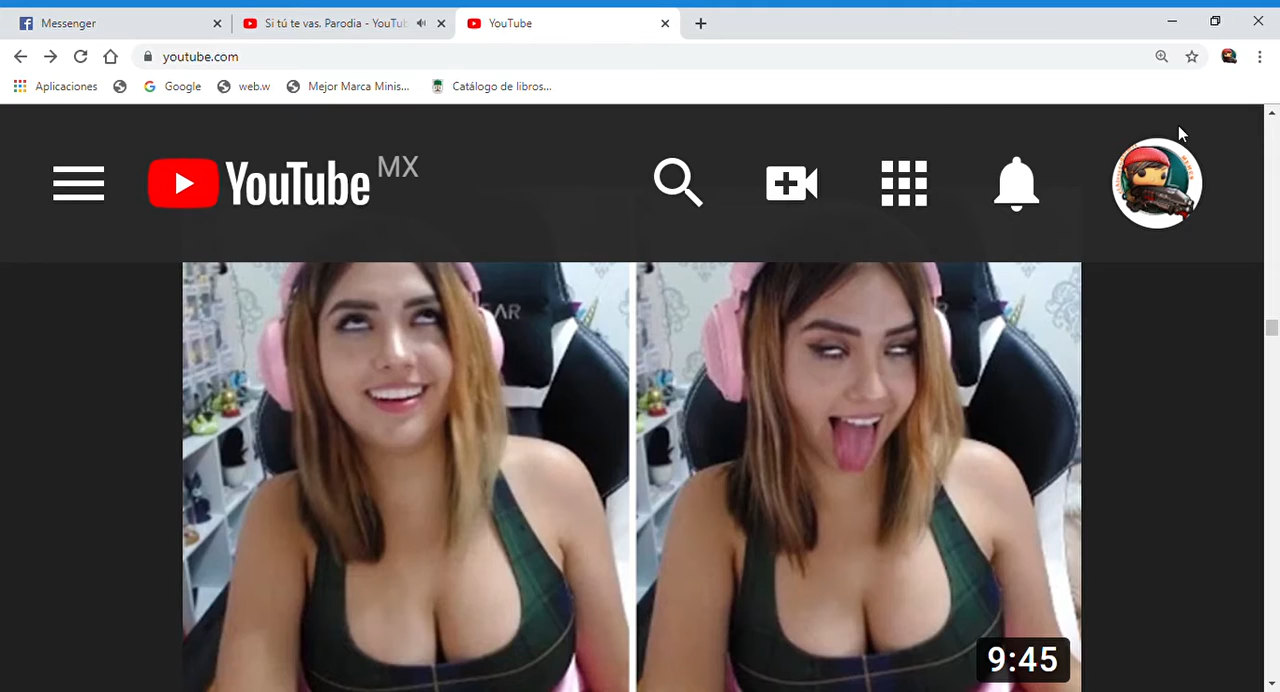 Messenger
Si tú te vas. Parodia - YouTub
YouTube
youtube.com
Aplicaciones
Google
web.w
Mejor Marca Minis...
Catálogo de libros...
YouTube MX
9:45